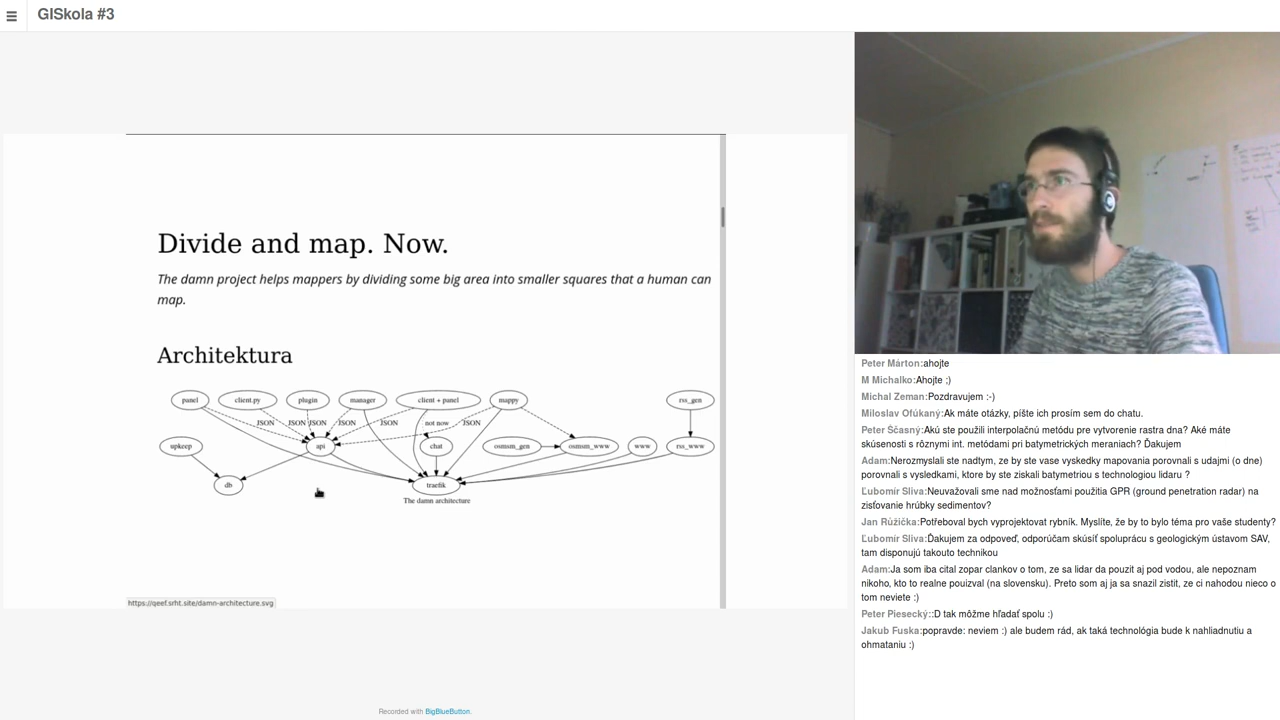 GISkola #3
Divide and map. Now.
The damn project helps mappers by dividing some big area into smaller squares that a human can
map.
Architektura
panel client.py plugin manager client + panel mappy rss_gen
JSON JSON JSON JSON not now JSON
upkeep api chat osmsm_gen osmsm_www www rss_www
db traefik
The damn architecture
https://qeef.srht.site/damn-architecture.svg
Recorded with BigBlueButton.
Peter Márton:ahojte
M Michalko:Ahojte ;)
Michal Zeman:Pozdravujem :-)
Miloslav Ofúkaný:Ak máte otázky, píšte ich prosím sem do chatu.
Peter Ščasný:Akú ste použili interpolačnú metódu pre vytvorenie rastra dna? Aké máte
skúsenosti s rôznymi int. metódami pri batymetrických meraniach? Ďakujem
Adam:Nerozmyslali ste nadtym, ze by ste vase vyskedky mapovania porovnali s udajmi (o dne)
porovnali s vysledkami, ktore by ste ziskali batymetriou s technologiou lidaru ?
Ľubomír Sliva:Neuvažovali sme nad možnosťami použitia GPR (ground penetration radar) na
zisťovanie hrúbky sedimentov?
Jan Růžička:Potřeboval bych vyprojektovat rybník. Myslíte, že by to bylo téma pro vaše studenty?
Ľubomír Sliva:Ďakujem za odpoveď, odporúčam skúsiť spoluprácu s geologickým ústavom SAV,
tam disponujú takouto technikou
Adam:Ja som iba cital zopar clankov o tom, ze sa lidar da pouzit aj pod vodou, ale nepoznam
nikoho, kto to realne pouizval (na slovensku). Preto som aj ja sa snazil zistit, ze ci nahodou nieco o
tom neviete :)
Peter Piesecký::D tak môžme hľadať spolu :)
Jakub Fuska:popravde: neviem :) ale budem rád, ak taká technológia bude k nahliadnutiu a
ohmataniu :)